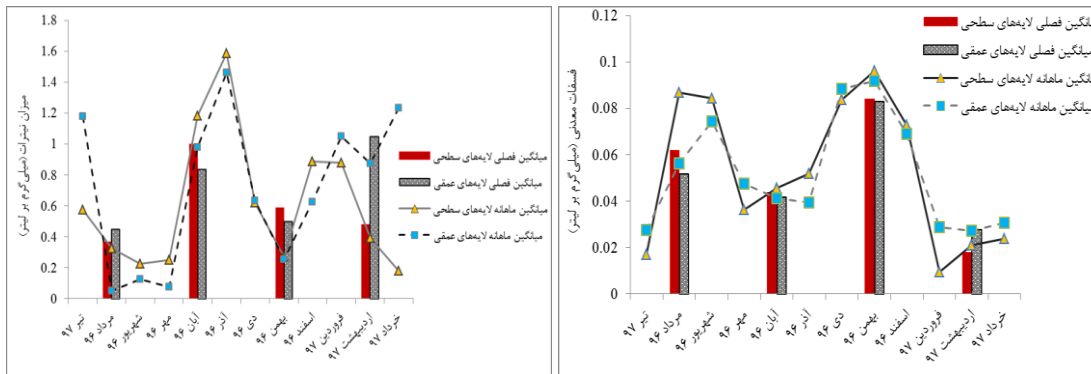 1.8
1.6
1.4
1.2
1
0.8
0.6
0.4
0.2
0
میزان نیترات (میلی‌گرم بر لیتر)
میانگین فصلی لایه‌های سطحی
میانگین فصلی لایه‌های عمقی
میانگین ماهانه لایه‌های سطحی
میانگین ماهانه لایه‌های عمقی
تیر ۹۷
مرداد ۹۶
شهریور ۹۶
مهر ۹۶
آبان ۹۶
آذر ۹۶
دی ۹۶
بهمن ۹۶
اسفند ۹۶
فروردین ۹۷
اردیبهشت ۹۷
خرداد ۹۷
0.12
0.1
0.08
0.06
0.04
0.02
0
فسفات معدنی (میلی گرم بر لیتر)
یانگین فصلی لایه‌های سطحی
یانگین فصلی لایه‌های عمقی
یانگین ماهانه لایه‌های سطحی
یانگین ماهانه لایه‌های عمقی
تیر ۹۷
مرداد ۹۶
شهریور ۹۶
مهر ۹۶
آبان ۹۶
آذر ۹۶
دی ۹۶
بهمن ۹۶
اسفند ۹۶
فروردین ۹۷
اردیبهشت ۹۷
خرداد ۹۷